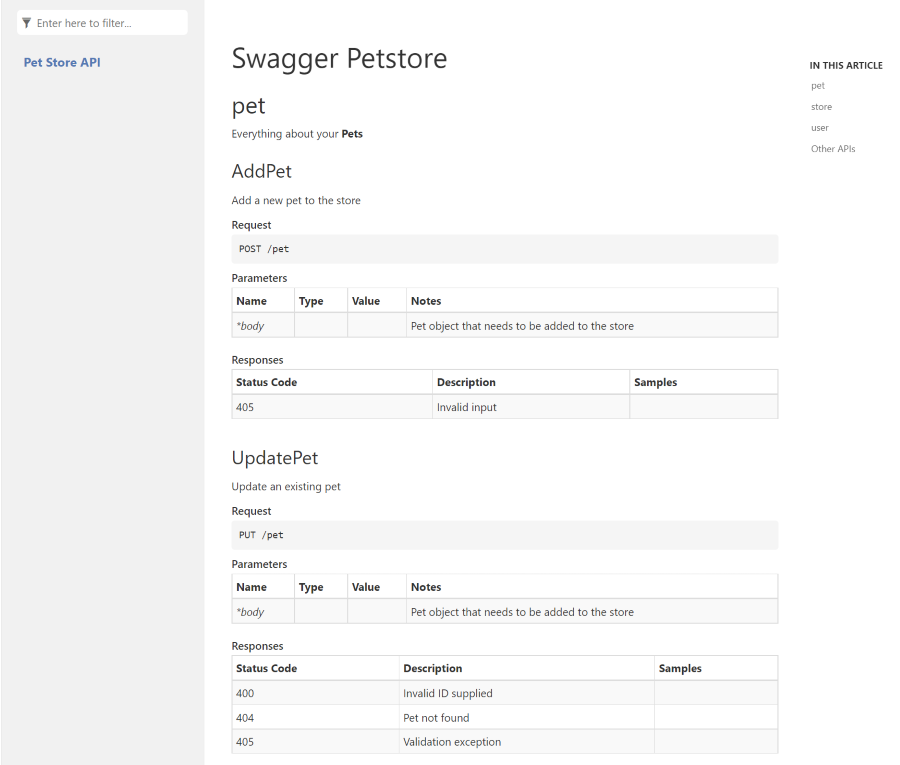 Enter here to filter...
Pet Store API
Swagger Petstore
pet
Everything about your Pets
AddPet
Add a new pet to the store
Request
POST /pet
Parameters
Name Type Value Notes
*body Pet object that needs to be added to the store
Responses
Status Code Description Samples
405 Invalid input
UpdatePet
Update an existing pet
Request
PUT /pet
Parameters
Name Type Value Notes
*body Pet object that needs to be added to the store
Responses
Status Code Description Samples
400 Invalid ID supplied
404 Pet not found
405 Validation exception
IN THIS ARTICLE
pet
store
user
Other APIs